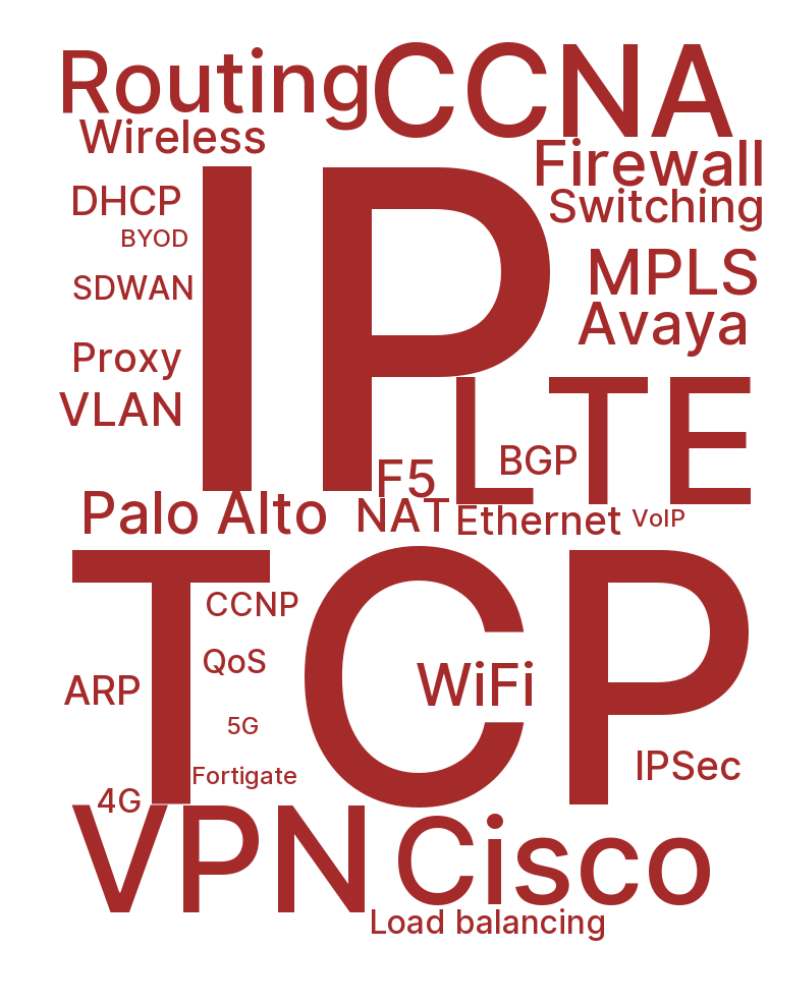 Routing
CCNA
Wireless
Firewall
DHCP
Switching
BYOD
IP
SDWAN
MPLS
Avaya
Proxy
VLAN
LTE
BGP
F5
Palo Alto
NAT
Ethernet
VoIP
TCP
CCNP
QoS
ARP
WiFi
5G
IPSec
Fortigate
4G
VPN
Cisco
Load balancing